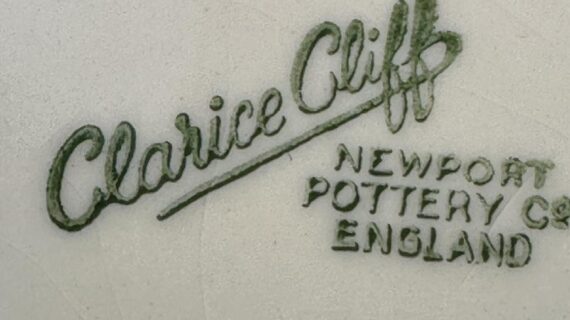 Clarice Cliff
NEWPORT
POTTERY Co
ENGLAND